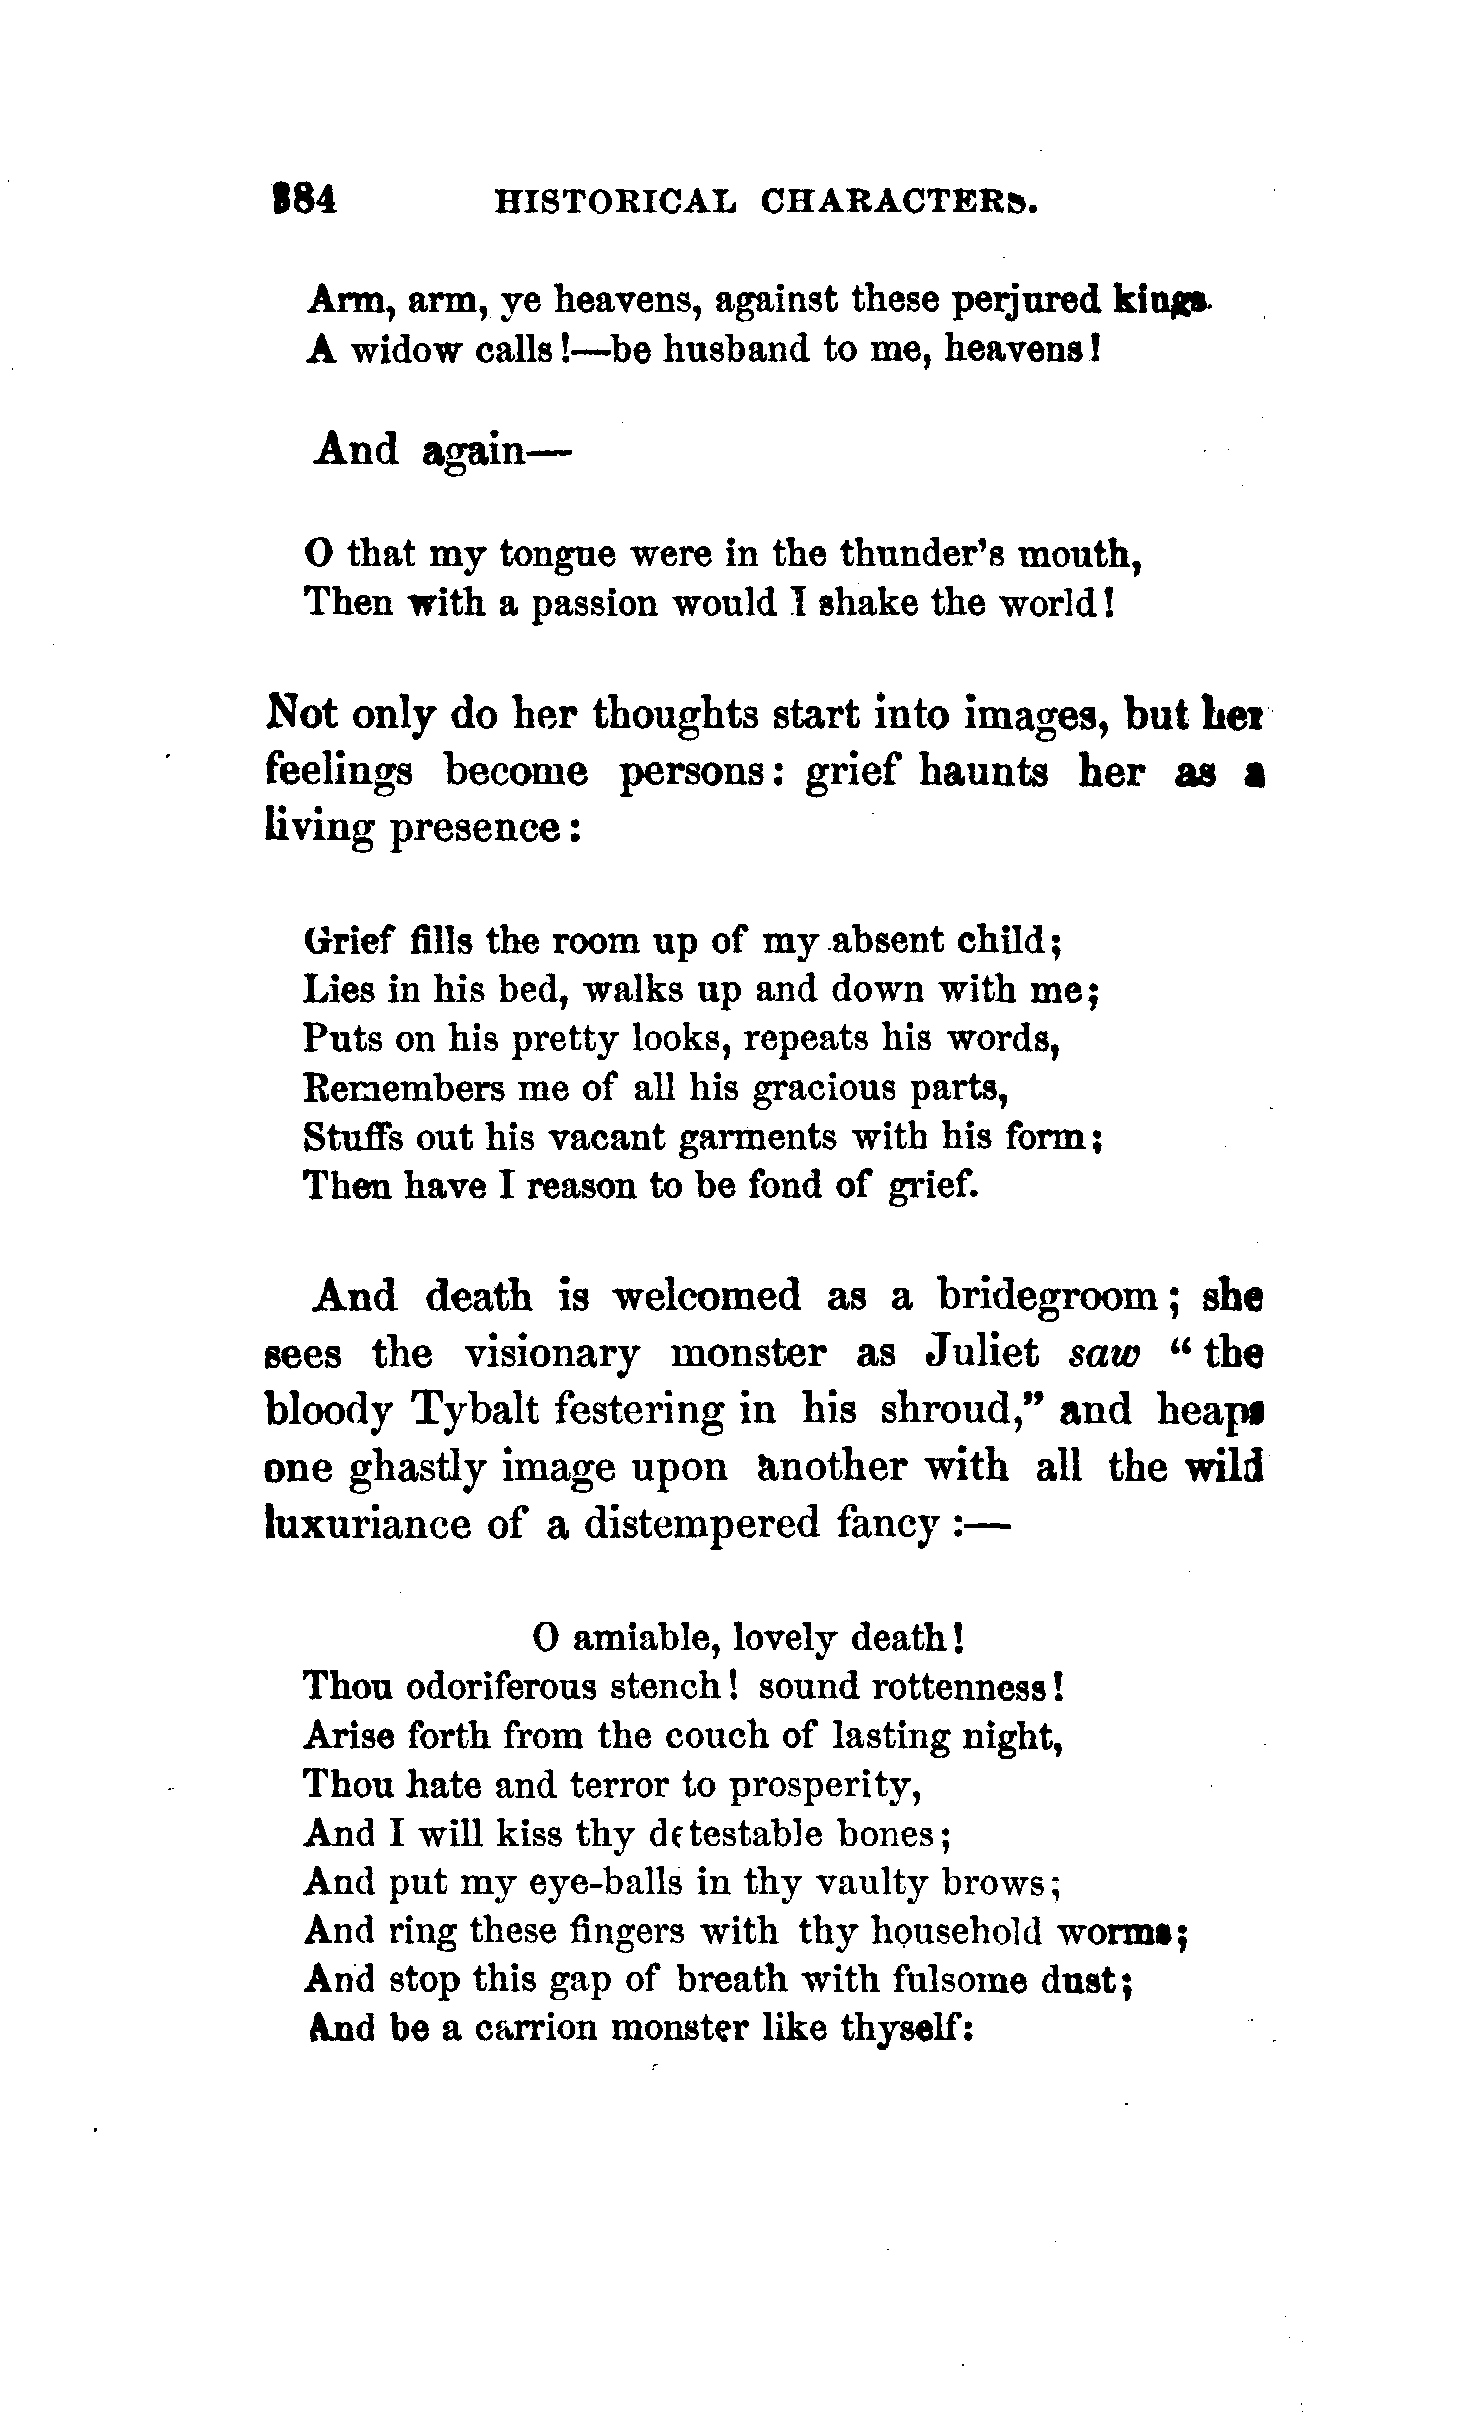 384 HISTORICAL CHARACTERS.
Arm, arm, ye heavens, against these perjured kings.
A widow calls!—be husband to me, heavens!
And again—
O that my tongue were in the thunder's mouth,
Then with a passion would I shake the world!
Not only do her thoughts start into images, but her
feelings become persons: grief haunts her as a
living presence:
Grief fills the room up of my absent child;
Lies in his bed, walks up and down with me;
Puts on his pretty looks, repeats his words,
Remembers me of all his gracious parts,
Stuffs out his vacant garments with his form;
Then have I reason to be fond of grief.
And death is welcomed as a bridegroom; she
sees the visionary monster as Juliet saw "the
bloody Tybalt festering in his shroud," and heaps
one ghastly image upon another with all the wild
luxuriance of a distempered fancy:—
O amiable, lovely death!
Thou odoriferous stench! sound rottenness!
Arise forth from the couch of lasting night,
Thou hate and terror to prosperity,
And I will kiss thy detestable bones;
And put my eye-balls in thy vaulty brows;
And ring these fingers with thy household worms;
And stop this gap of breath with fulsome dust;
And be a carrion monster like thyself: